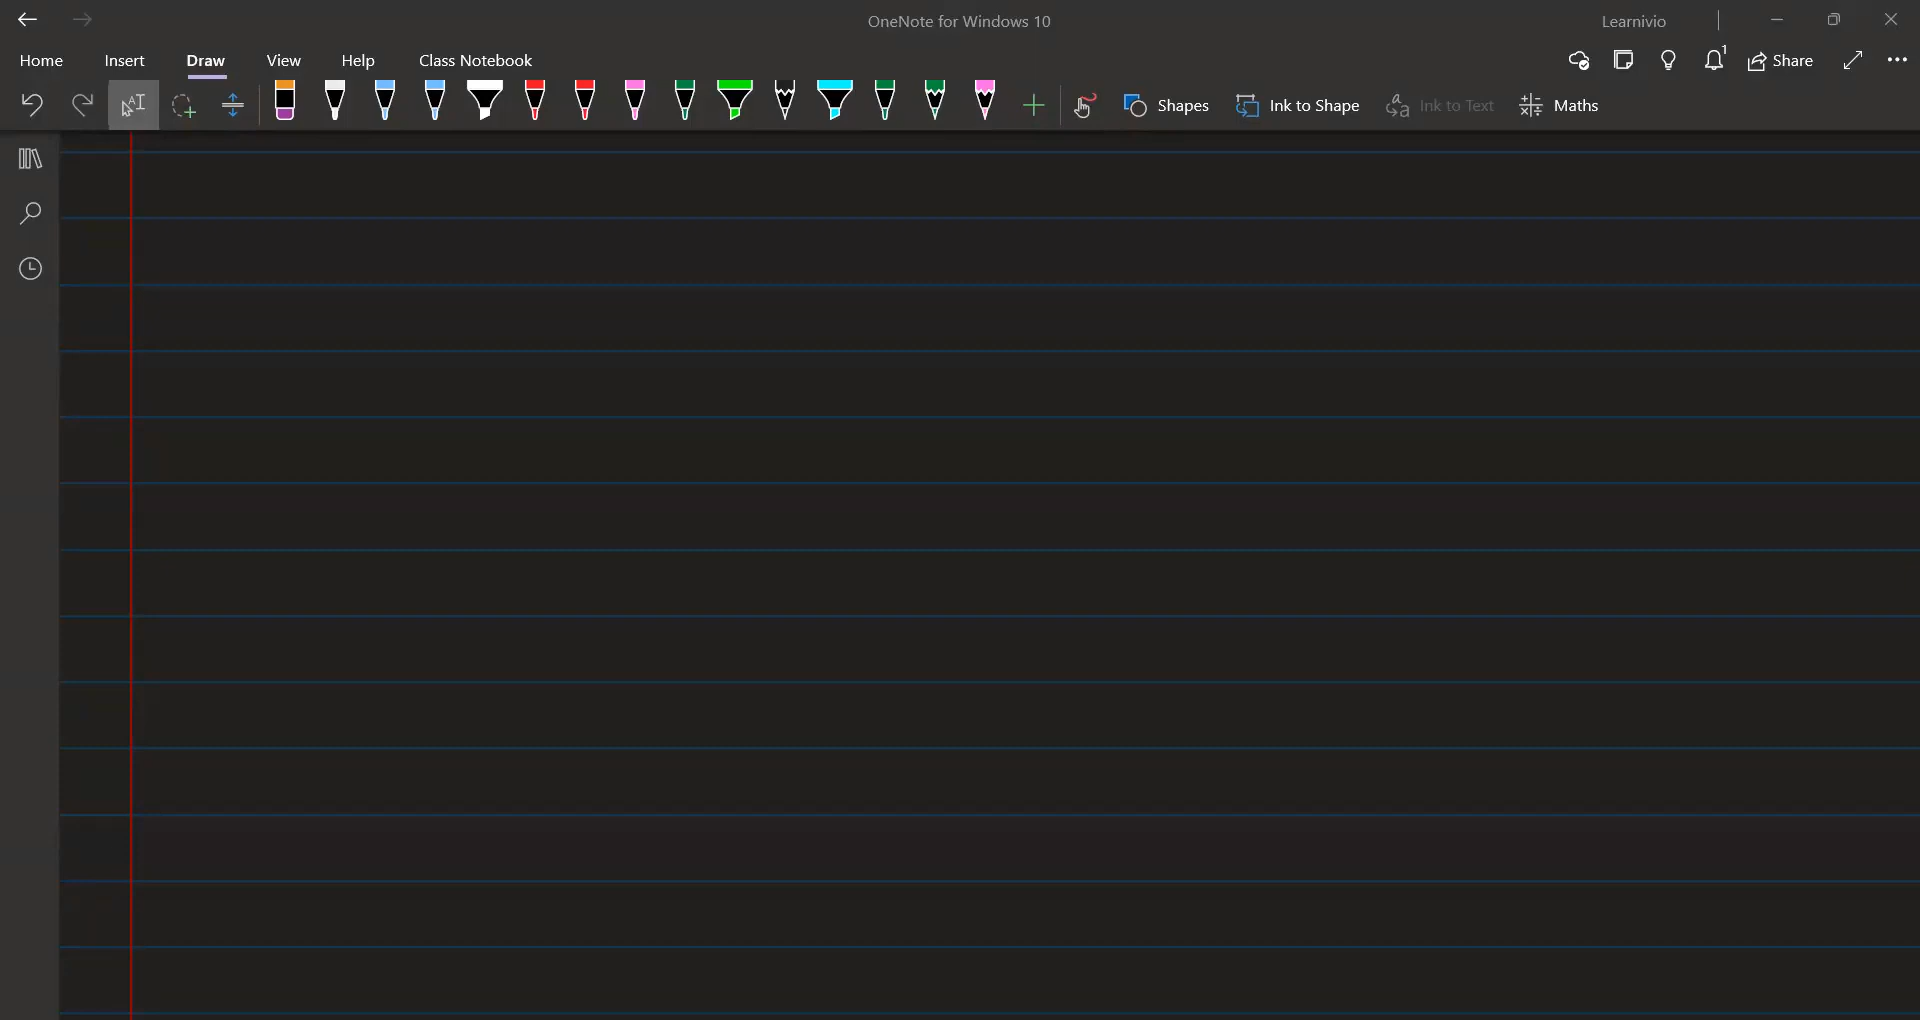 OneNote for Windows 10
Learnivio
Home Insert Draw View Help Class Notebook
1
Share
Shapes Ink to Shape Ink to Text Maths